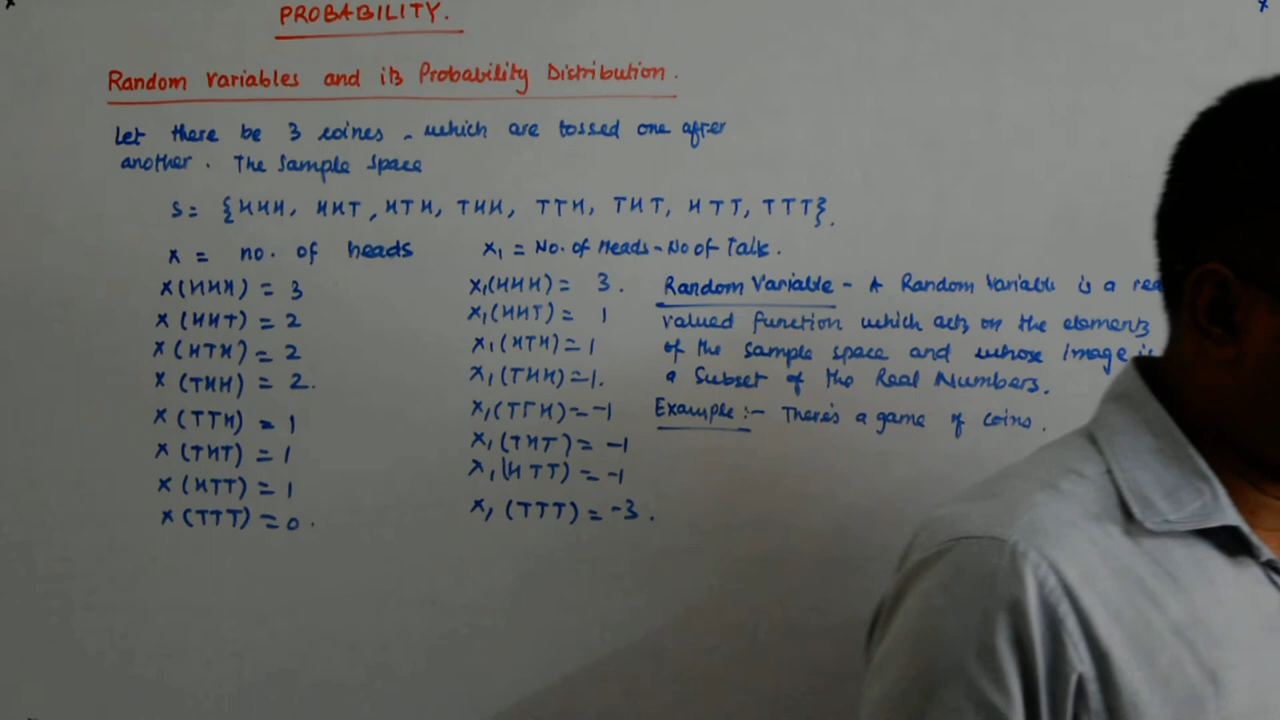 PROBABILITY.
Random Variables and its Probability Distribution.
Let there be 3 coines, which are tossed one after
another. The Sample Space
S = {HHH, HHT, HTH, THH, TTH, THT, HTT, TTT}.
X = no. of heads
X(HHH) = 3
X(HHT) = 2
X(HTH) = 2
X(THH) = 2.
X(TTH) = 1
X(THT) = 1
X(HTT) = 1
X(TTT) = 0.
X₁ = No. of Heads - No of Tails.
X₁(HHH) = 3.
X₁(HHT) = 1
X₁(HTH) = 1
X₁(THH) = 1.
X₁(TTH) = -1
X₁(THT) = -1
X₁(HTT) = -1
X₁(TTT) = -3.
Random Variable - A Random Variable is a
valued function which acts on the elements
of the sample space and whose image
a Subset of the Real Numbers.
Example :- There's a game of coins.